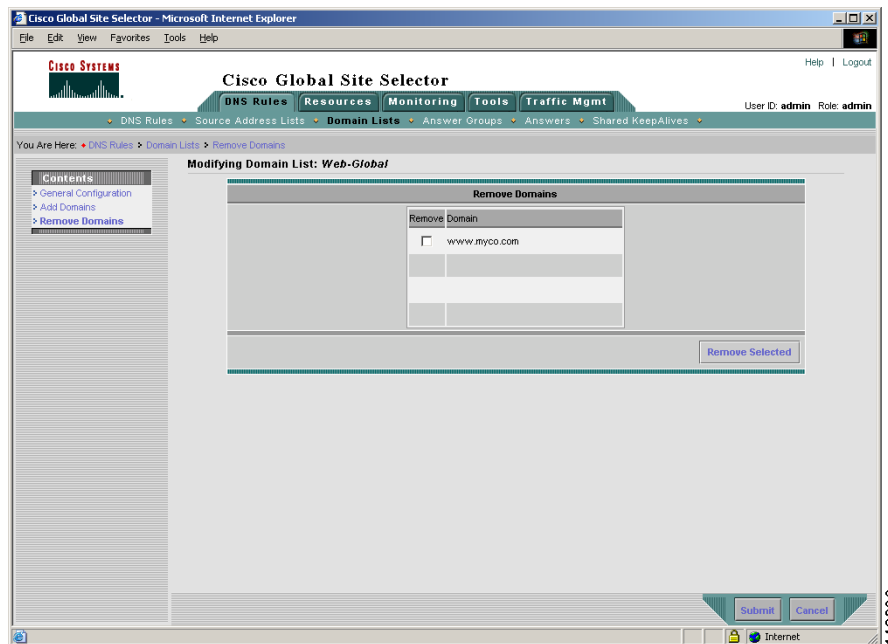 Cisco Global Site Selector - Microsoft Internet Explorer
File Edit View Favorites Tools Help
CISCO SYSTEMS
Cisco Global Site Selector
Help | Logout
DNS Rules Resources Monitoring Tools Traffic Mgmt
User ID: admin Role: admin
DNS Rules Source Address Lists Domain Lists Answer Groups Answers Shared KeepAlives
You Are Here: DNS Rules Domain Lists Remove Domains
Modifying Domain List: Web-Global
Contents
General Configuration
Add Domains
Remove Domains
Remove Domains
Remove Domain
www.myco.com
Remove Selected
Submit Cancel
Internet